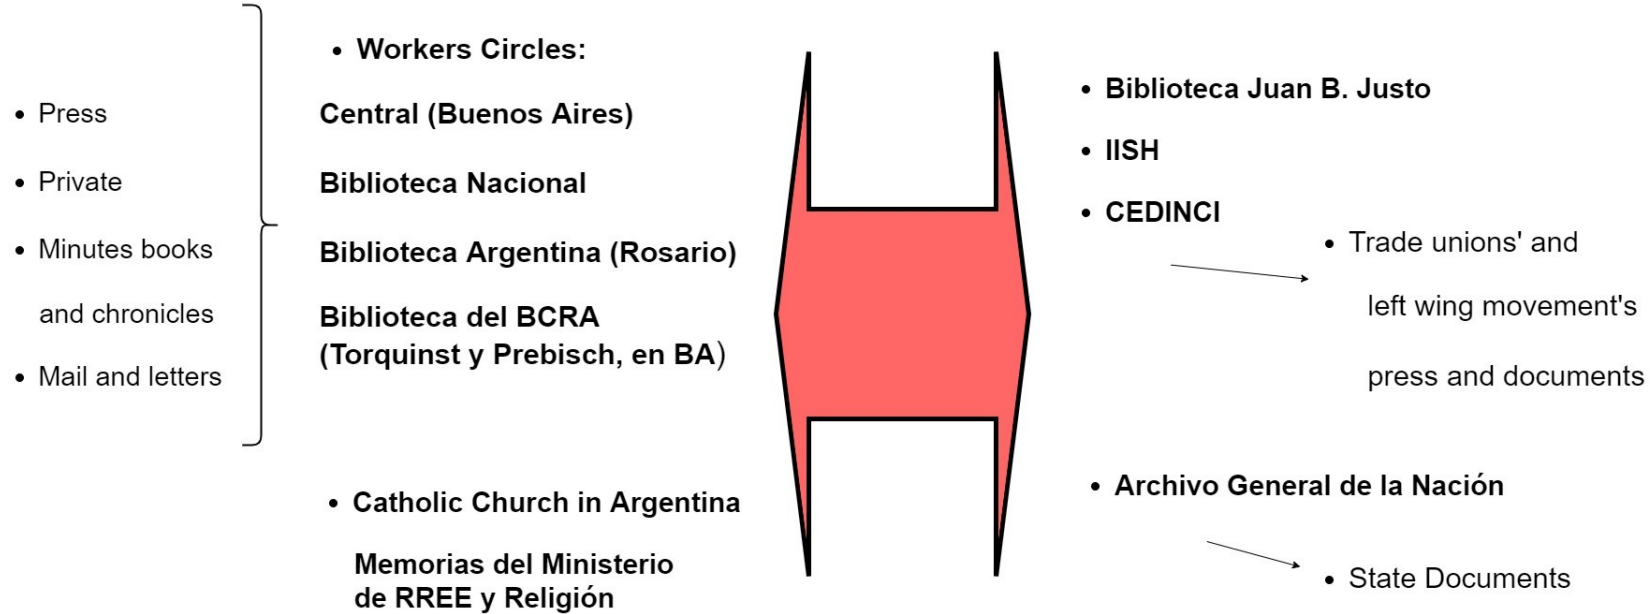 • Press
• Private
• Minutes books
and chronicles
• Mail and letters
• Workers Circles:
Central (Buenos Aires)
Biblioteca Nacional
Biblioteca Argentina (Rosario)
Biblioteca del BCRA
(Torquinst y Prebisch, en BA)
• Catholic Church in Argentina
Memorias del Ministerio
de RREE y Religión
• Biblioteca Juan B. Justo
• IISH
• CEDINCI
• Trade unions' and
left wing movement's
press and documents
• Archivo General de la Nación
• State Documents